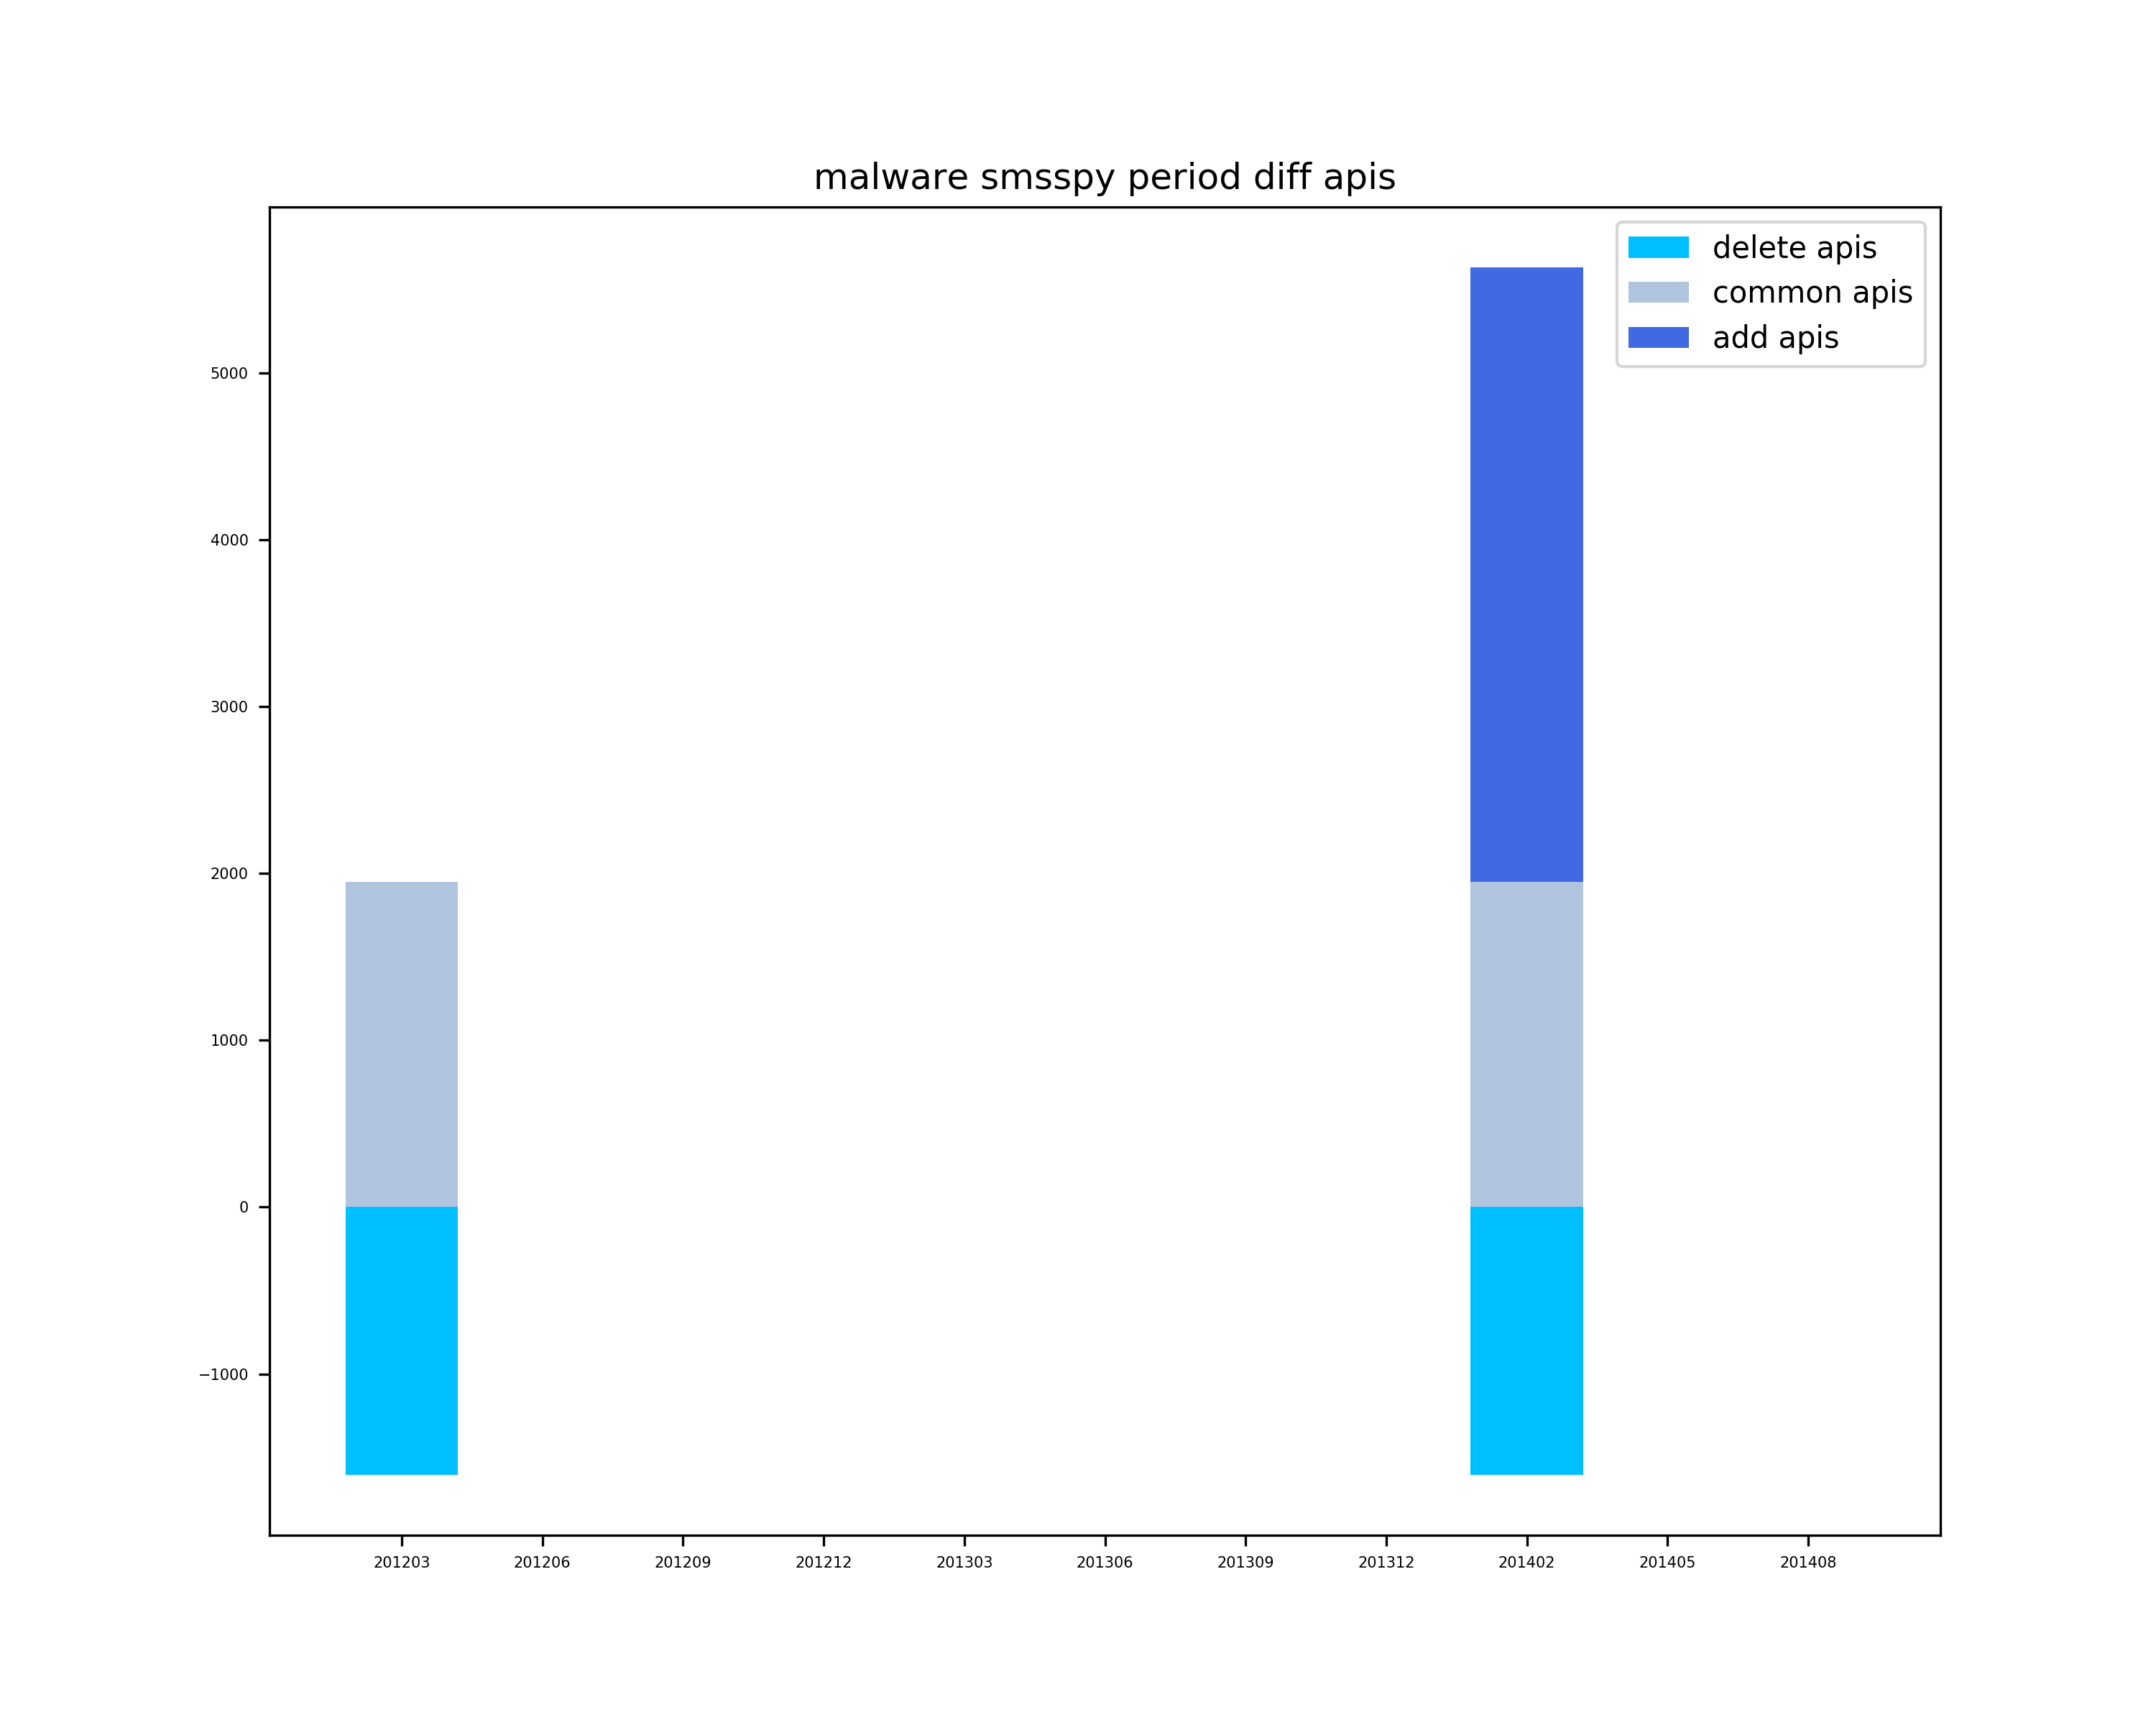 malware smsspy period diff apis
delete apis
common apis
add apis
5000
4000
3000
2000
1000
0
−1000
201203 201206 201209 201212 201303 201306 201309 201312 201402 201405 201408